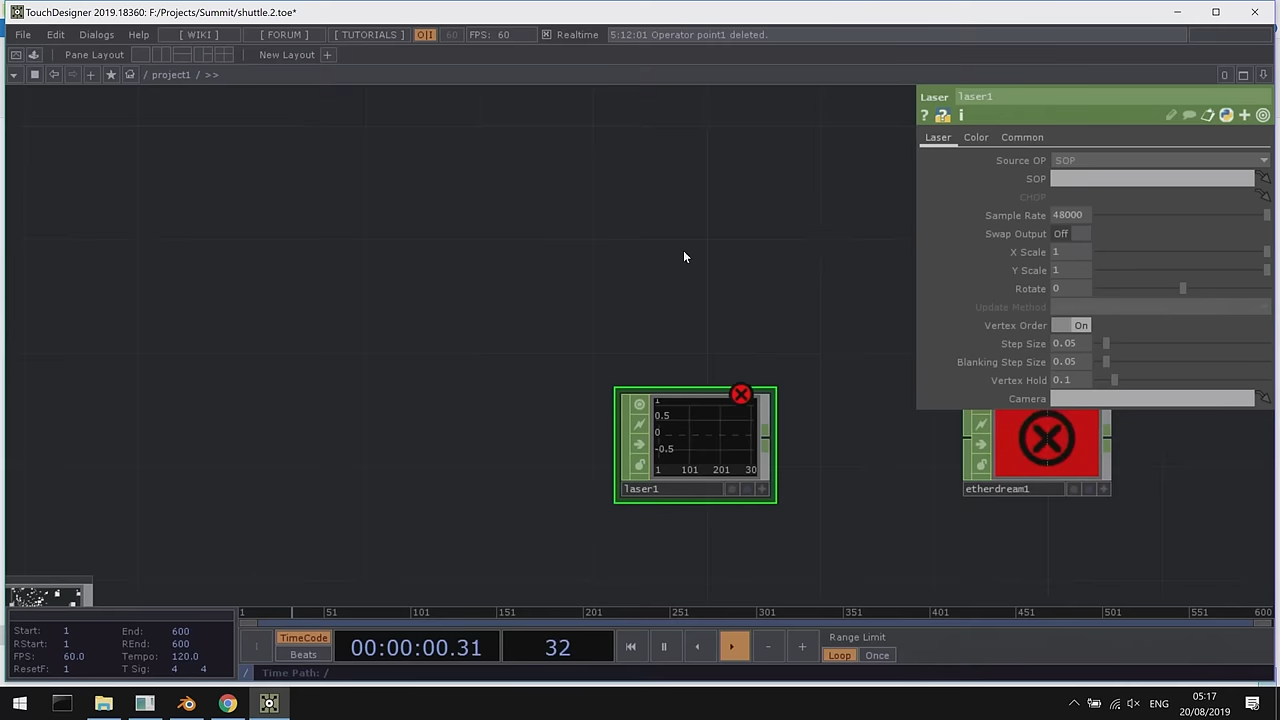 TouchDesigner 2019.18360: F:/Projects/Summit/shuttle.2.toe*
File Edit Dialogs Help [ WIKI ] [ FORUM ] [ TUTORIALS ] O|I 60 FPS: 60 Realtime 5:12:01 Operator point1 deleted.
Pane Layout New Layout +
/ project1 / >> 0
Laser laser1
? ? i
Laser Color Common
Source OP SOP
SOP
CHOP
Sample Rate 48000
Swap Output Off
X Scale 1
Y Scale 1
Rotate 0
Update Method
Vertex Order On
Step Size 0.05
Blanking Step Size 0.05
Vertex Hold 0.1
Camera
1
0.5
0
-0.5
1 101 201 30
laser1
etherdream1
1 51 101 151 201 251 301 351 401 451 501 551 600
Start: 1 End: 600
RStart: 1 REnd: 600
FPS: 60.0 Tempo: 120.0
ResetF: 1 T Sig: 4 4
TimeCode
Beats
00:00:00.31 32
Range Limit
Loop Once
/ Time Path: /
ENG 05:17
20/08/2019